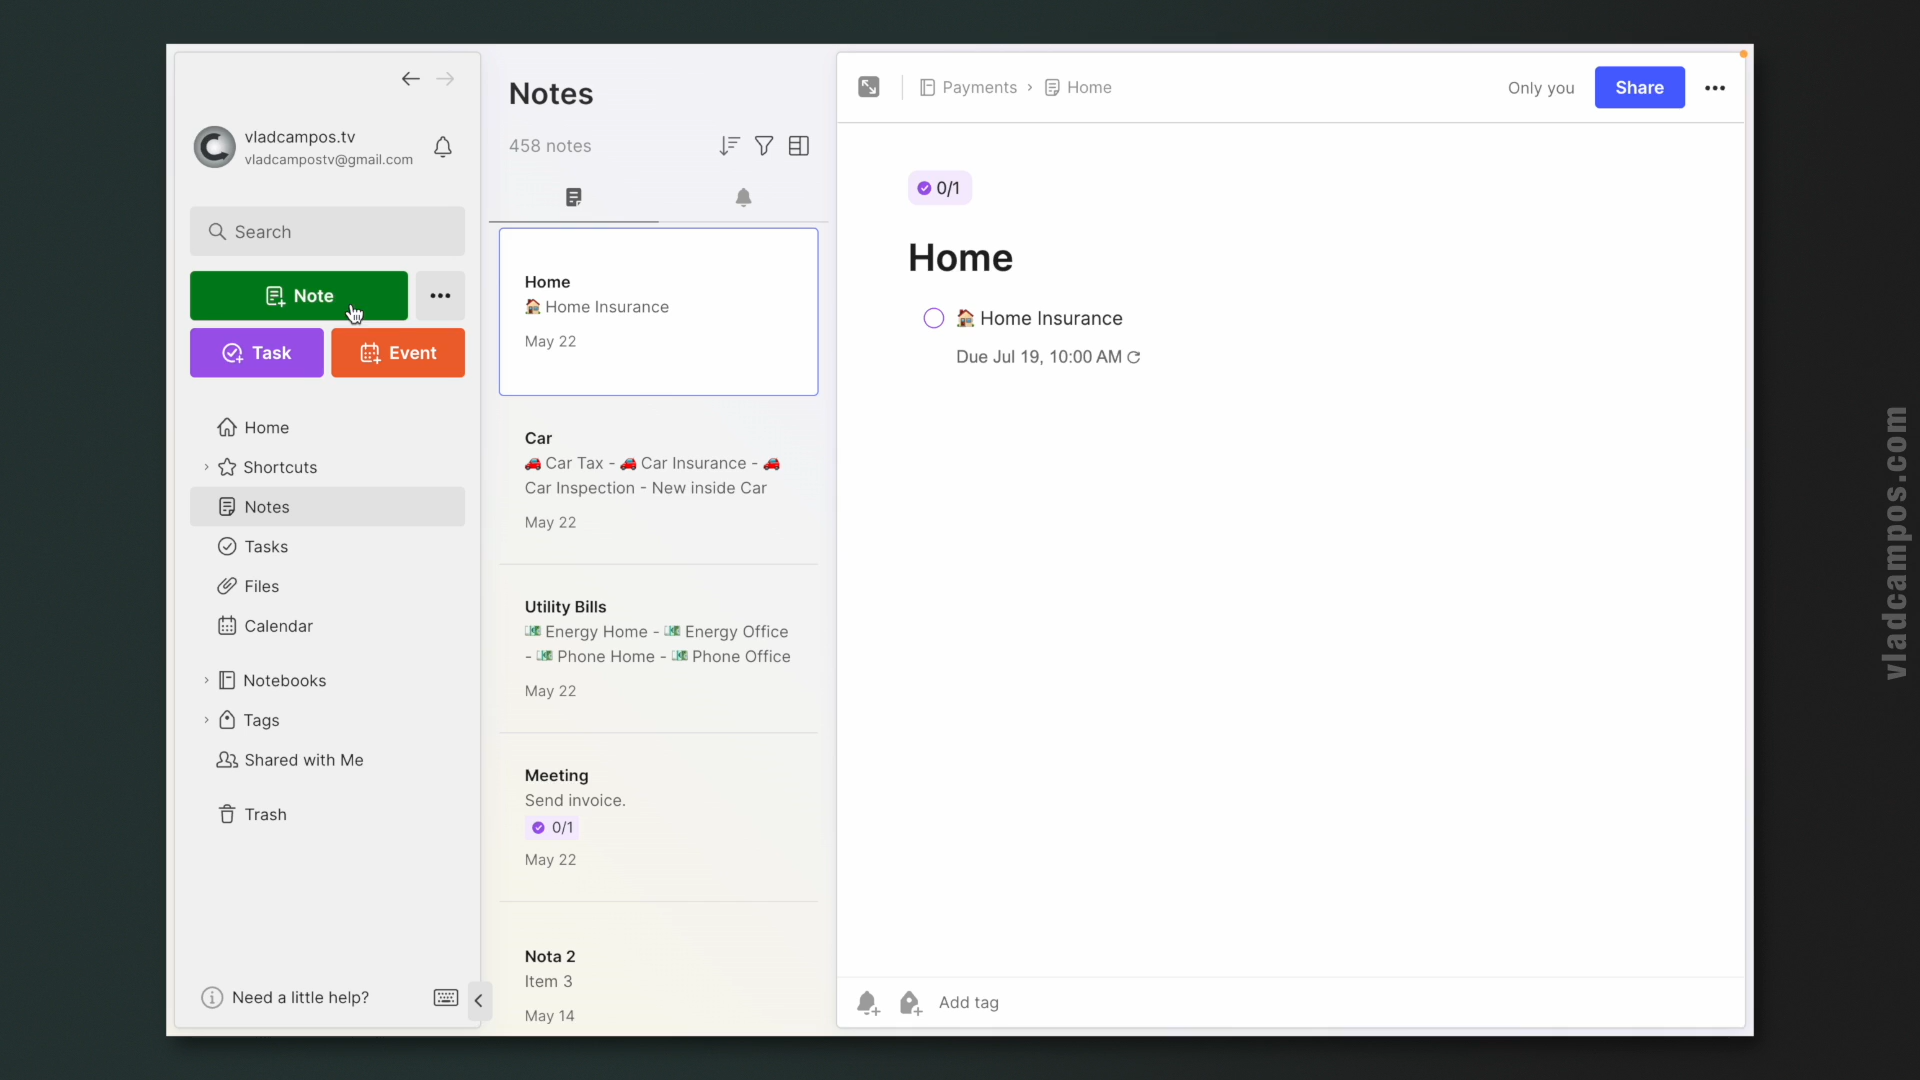 vladcampos.tv
vladcampostv@gmail.com
Search
Note
Task
Event
Home
Shortcuts
Notes
Tasks
Files
Calendar
Notebooks
Tags
Shared with Me
Trash
Need a little help?
Notes
458 notes
Home
🏠 Home Insurance
May 22
Car
🚗 Car Tax - 🚗 Car Insurance - 🚗
Car Inspection - New inside Car
May 22
Utility Bills
💵 Energy Home - 💵 Energy Office
- 💵 Phone Home - 💵 Phone Office
May 22
Meeting
Send invoice.
0/1
May 22
Nota 2
Item 3
May 14
Payments › Home
Only you
Share
0/1
Home
🏠 Home Insurance
Due Jul 19, 10:00 AM
Add tag
vladcampos.com